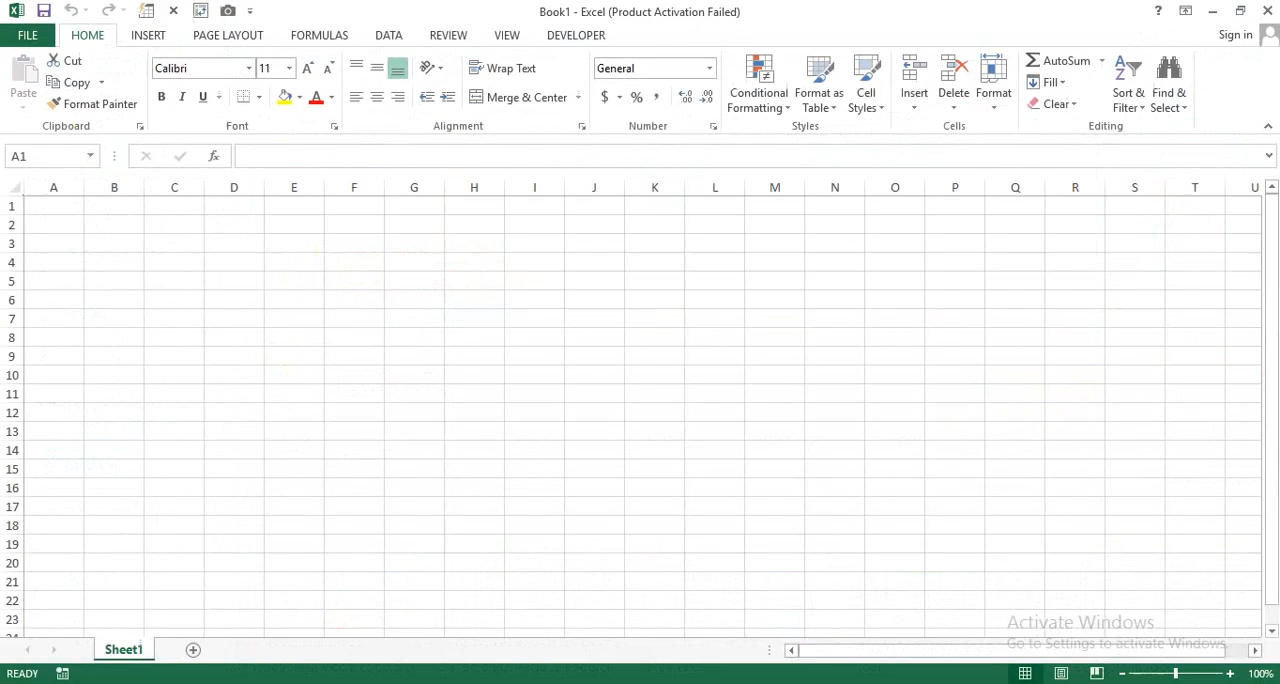 Book1 - Excel (Product Activation Failed)
Sign in
FILE HOME INSERT PAGE LAYOUT FORMULAS DATA REVIEW VIEW DEVELOPER
Paste
Cut
Copy
Format Painter
Clipboard
Calibri 11
B I U
Font
Wrap Text
Merge & Center
Alignment
General
$ % ,
Number
Conditional Formatting
Format as Table
Cell Styles
Styles
Insert Delete Format
Cells
AutoSum
Fill
Clear
Sort & Filter
Find & Select
Editing
A1
fx
A B C D E F G H I J K L M N O P Q R S T U
1
2
3
4
5
6
7
8
9
10
11
12
13
14
15
16
17
18
19
20
21
22
23
Activate Windows
Go to Settings to activate Windows.
Sheet1
READY
100%